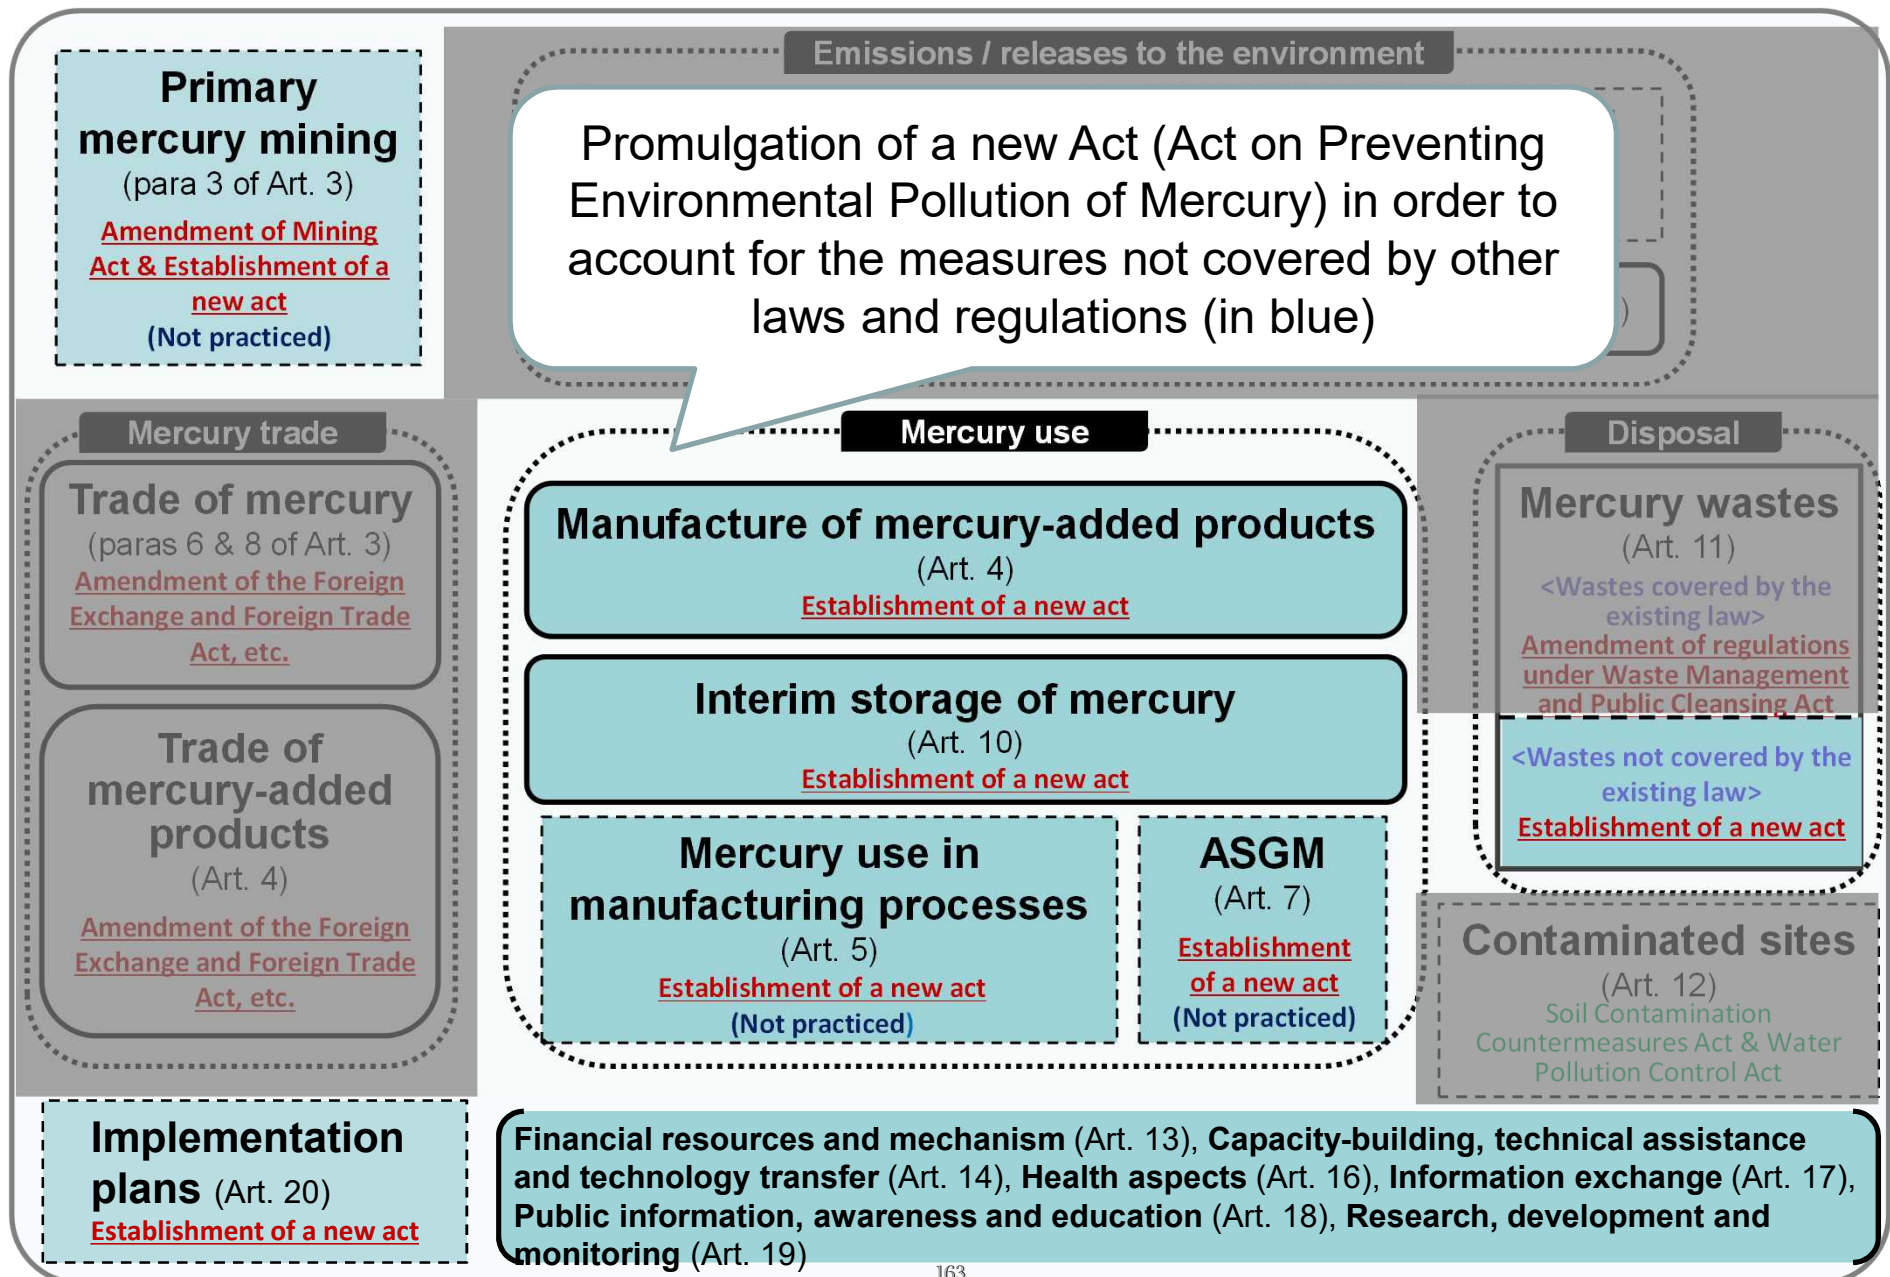 Emissions / releases to the environment
Primary
mercury mining
(para 3 of Art. 3)
Amendment of Mining
Act & Establishment of a
new act
(Not practiced)
Promulgation of a new Act (Act on Preventing
Environmental Pollution of Mercury) in order to
account for the measures not covered by other
laws and regulations (in blue)
)
Mercury trade
Trade of mercury
(paras 6 & 8 of Art. 3)
Amendment of the Foreign
Exchange and Foreign Trade
Act, etc.
Trade of
mercury-added
products
(Art. 4)
Amendment of the Foreign
Exchange and Foreign Trade
Act, etc.
Mercury use
Manufacture of mercury-added products
(Art. 4)
Establishment of a new act
Interim storage of mercury
(Art. 10)
Establishment of a new act
Mercury use in
manufacturing processes
(Art. 5)
Establishment of a new act
(Not practiced)
ASGM
(Art. 7)
Establishment
of a new act
(Not practiced)
Disposal
Mercury wastes
(Art. 11)
<Wastes covered by the
existing law>
Amendment of regulations
under Waste Management
and Public Cleansing Act
<Wastes not covered by the
existing law>
Establishment of a new act
Contaminated sites
(Art. 12)
Soil Contamination
Countermeasures Act & Water
Pollution Control Act
Implementation
plans (Art. 20)
Establishment of a new act
Financial resources and mechanism (Art. 13), Capacity-building, technical assistance
and technology transfer (Art. 14), Health aspects (Art. 16), Information exchange (Art. 17),
Public information, awareness and education (Art. 18), Research, development and
monitoring (Art. 19)
163